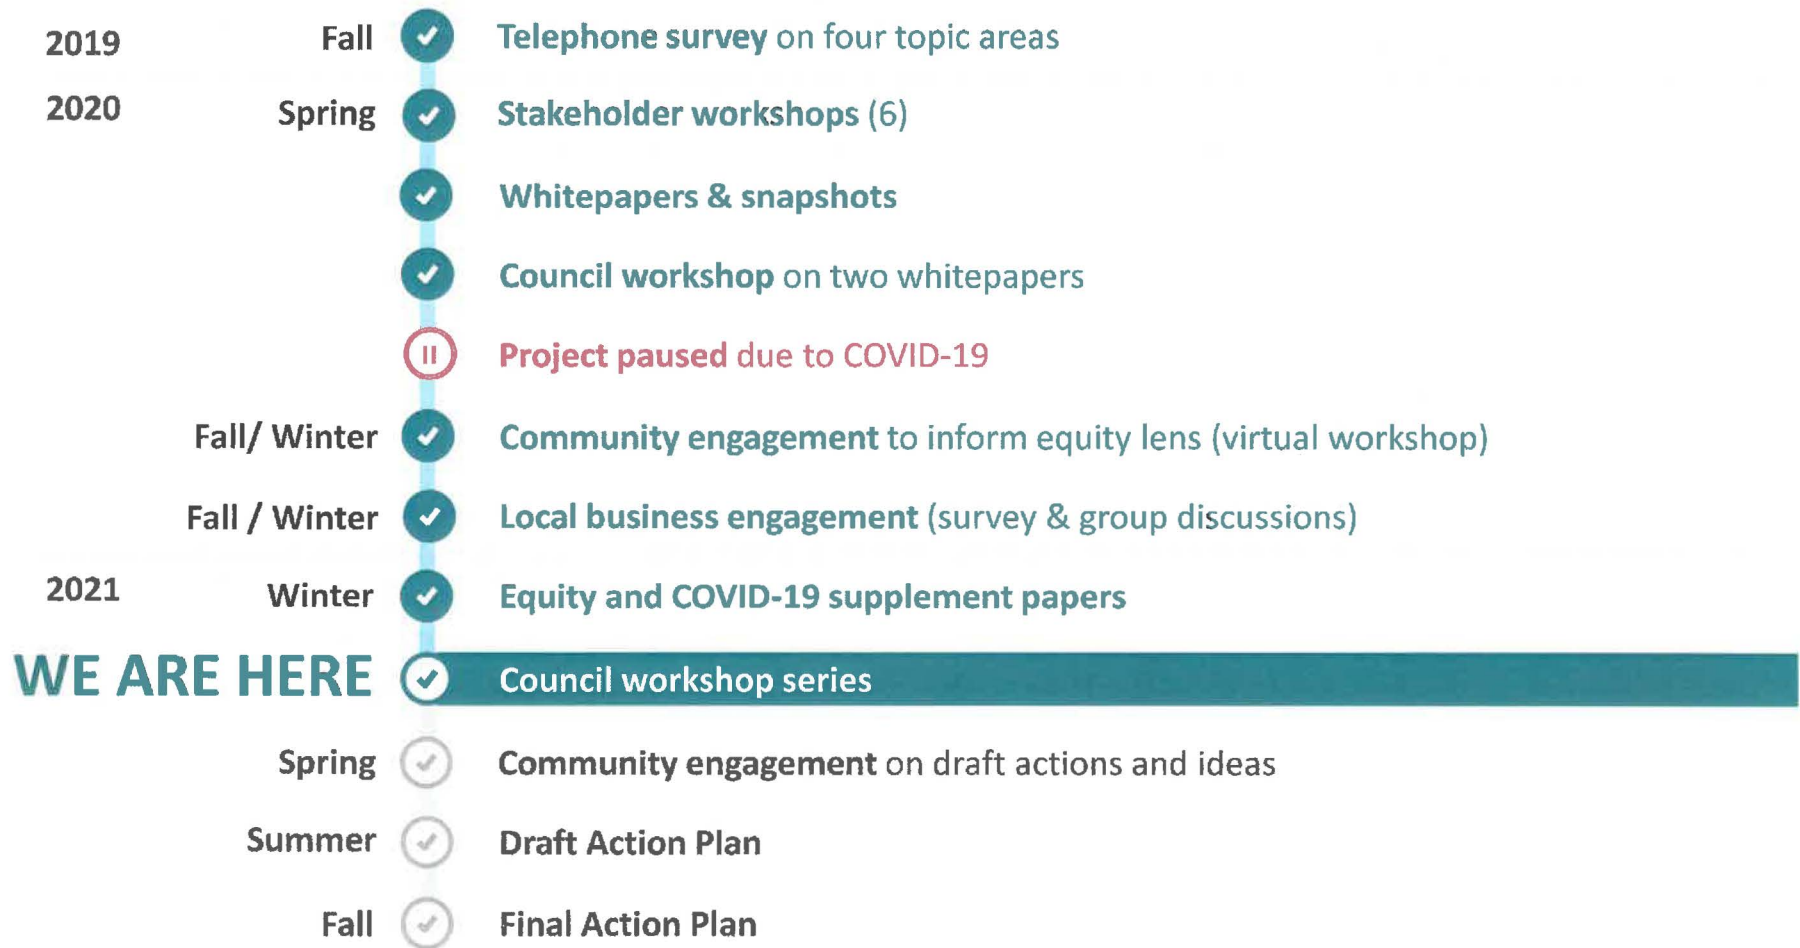 2019 Fall Telephone survey on four topic areas
2020 Spring Stakeholder workshops (6)
Whitepapers & snapshots
Council workshop on two whitepapers
Project paused due to COVID-19
Fall/ Winter Community engagement to inform equity lens (virtual workshop)
Fall / Winter Local business engagement (survey & group discussions)
2021 Winter Equity and COVID-19 supplement papers
WE ARE HERE Council workshop series
Spring Community engagement on draft actions and ideas
Summer Draft Action Plan
Fall Final Action Plan